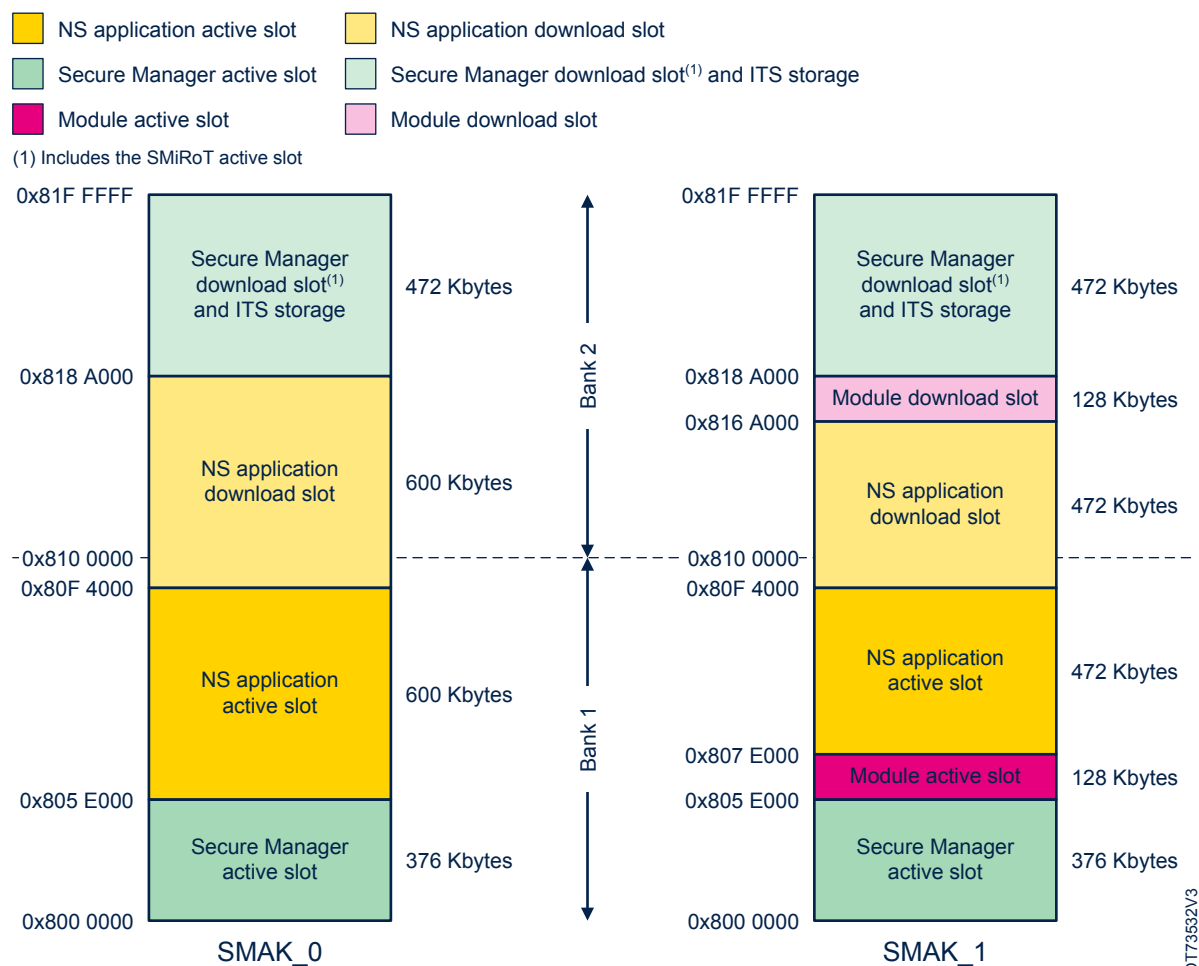 NS application active slot
NS application download slot
Secure Manager active slot
Secure Manager download slot(1) and ITS storage
Module active slot
Module download slot
(1) Includes the SMiRoT active slot
0x81F FFFF
Secure Manager
download slot(1)
and ITS storage
472 Kbytes
0x818 A000
NS application
download slot
600 Kbytes
0x810 0000
0x80F 4000
NS application
active slot
600 Kbytes
0x805 E000
Secure Manager
active slot
376 Kbytes
0x800 0000
SMAK_0
Bank 2
Bank 1
0x81F FFFF
Secure Manager
download slot(1)
and ITS storage
472 Kbytes
0x818 A000
Module download slot
128 Kbytes
0x816 A000
NS application
download slot
472 Kbytes
0x810 0000
0x80F 4000
NS application
active slot
472 Kbytes
0x807 E000
Module active slot
128 Kbytes
0x805 E000
Secure Manager
active slot
376 Kbytes
0x800 0000
SMAK_1
DT73532V3